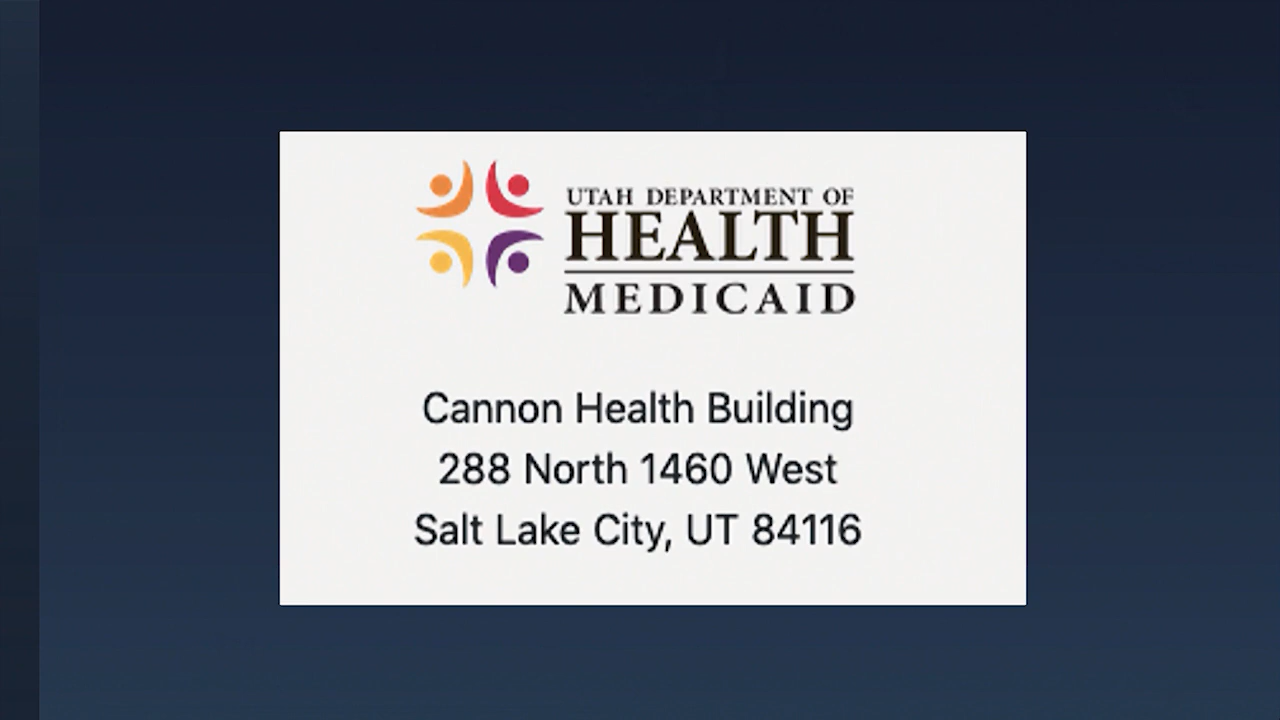 UTAH DEPARTMENT OF
HEALTH
MEDICAID
Cannon Health Building
288 North 1460 West
Salt Lake City, UT 84116